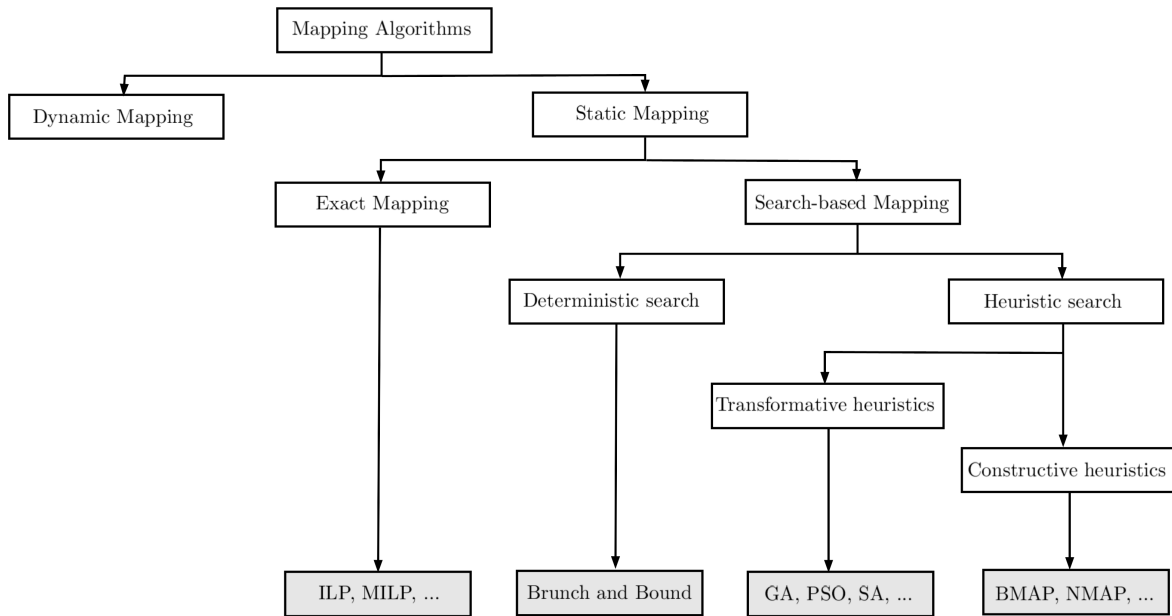 Mapping Algorithms
Dynamic Mapping
Static Mapping
Exact Mapping
Search-based Mapping
Deterministic search
Heuristic search
Transformative heuristics
Constructive heuristics
ILP, MILP, ...
Brunch and Bound
GA, PSO, SA, ...
BMAP, NMAP, ...